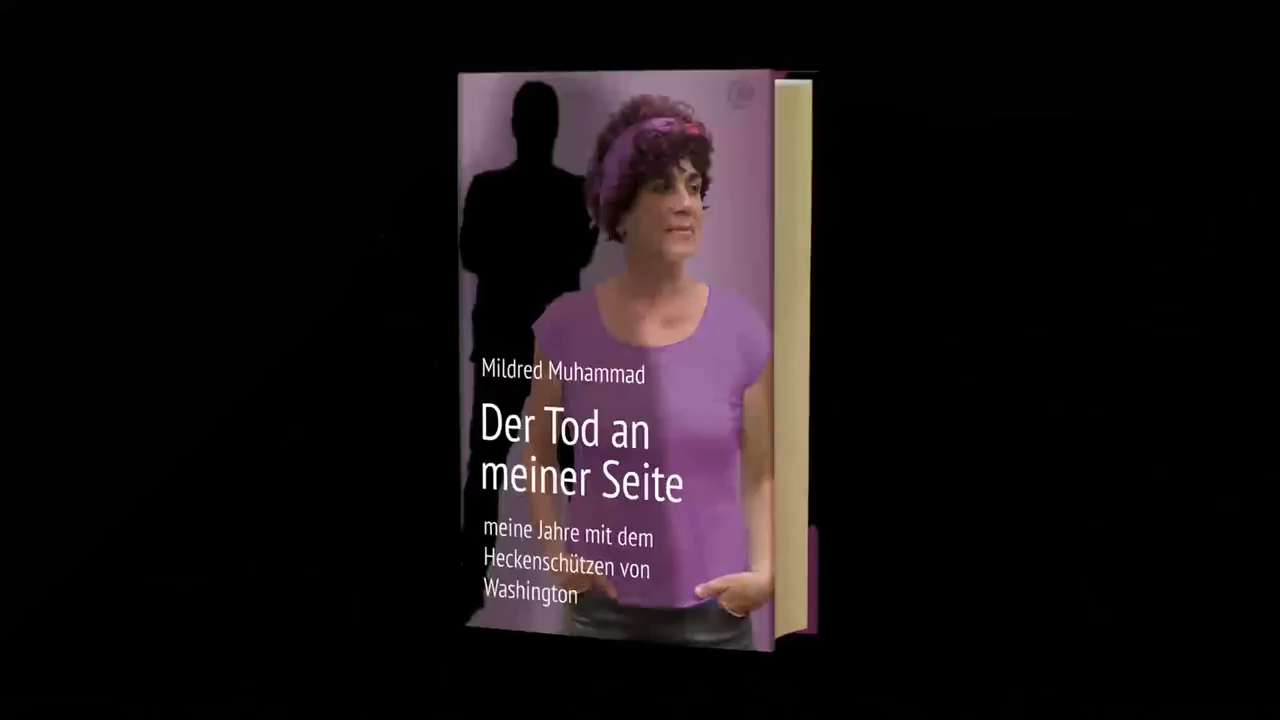 Mildred Muhammad
Der Tod an
meiner Seite
meine Jahre mit dem
Heckenschützen von
Washington